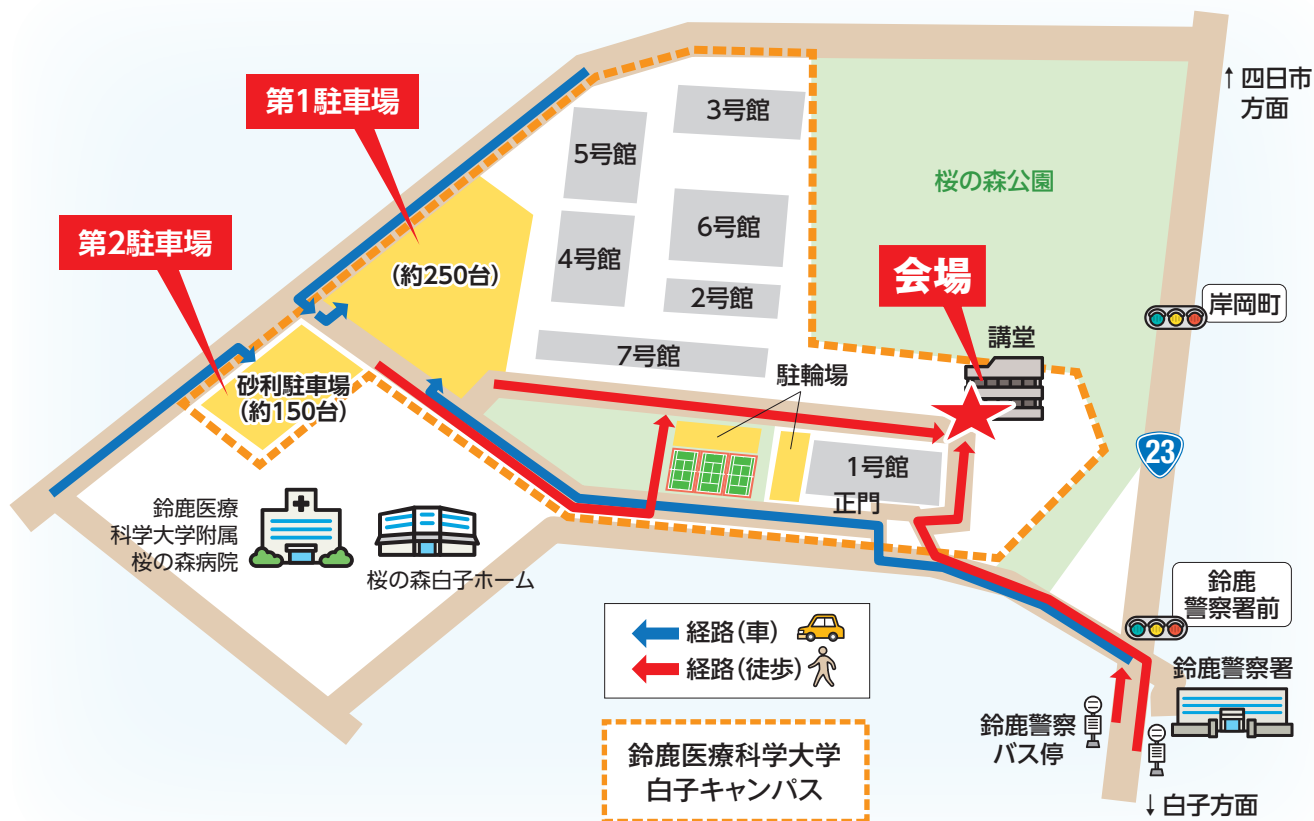 第1駐車場
3号館
↑四日市
方面
5号館
桜の森公園
第2駐車場
6号館
(約250台)
4号館
会場
2号館
岸岡町
講堂
7号館
駐輪場
砂利駐車場
(約150台)
23
1号館
正門
鈴鹿医療
科学大学附属
桜の森病院
桜の森白子ホーム
鈴鹿
警察署前
経路(車)
経路(徒歩)
鈴鹿警察署
鈴鹿警察
バス停
鈴鹿医療科学大学
白子キャンパス
↓白子方面